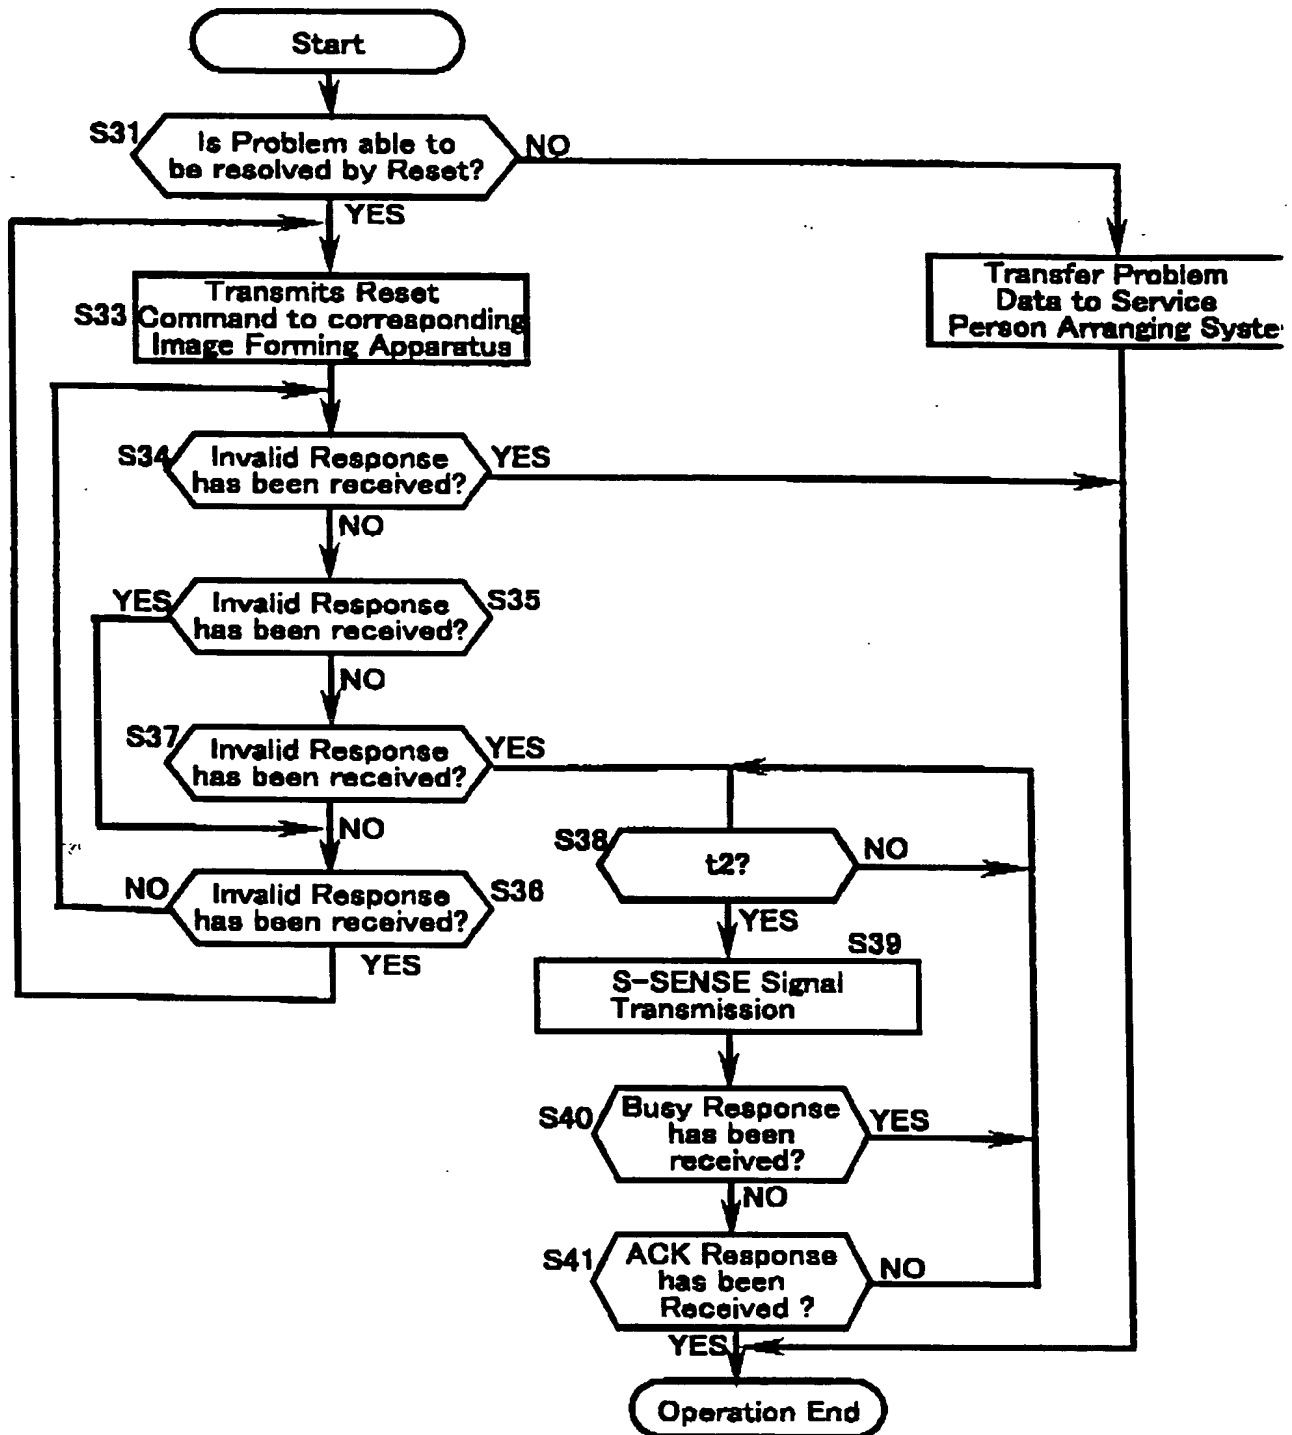 Start
S31
Is Problem able to
be resolved by Reset?
NO
YES
Transfer Problem
Data to Service
Person Arranging Syste
S33
Transmits Reset
Command to corresponding
Image Forming Apparatus
S34
Invalid Response
has been received?
YES
NO
YES
Invalid Response
has been received?
S35
NO
S37
Invalid Response
has been received?
YES
NO
S38
t2?
NO
NO
Invalid Response
has been received?
S36
YES
YES
S39
S-SENSE Signal
Transmission
S40
Busy Response
has been
received?
YES
NO
S41
ACK Response
has been
Received ?
NO
YES
Operation End